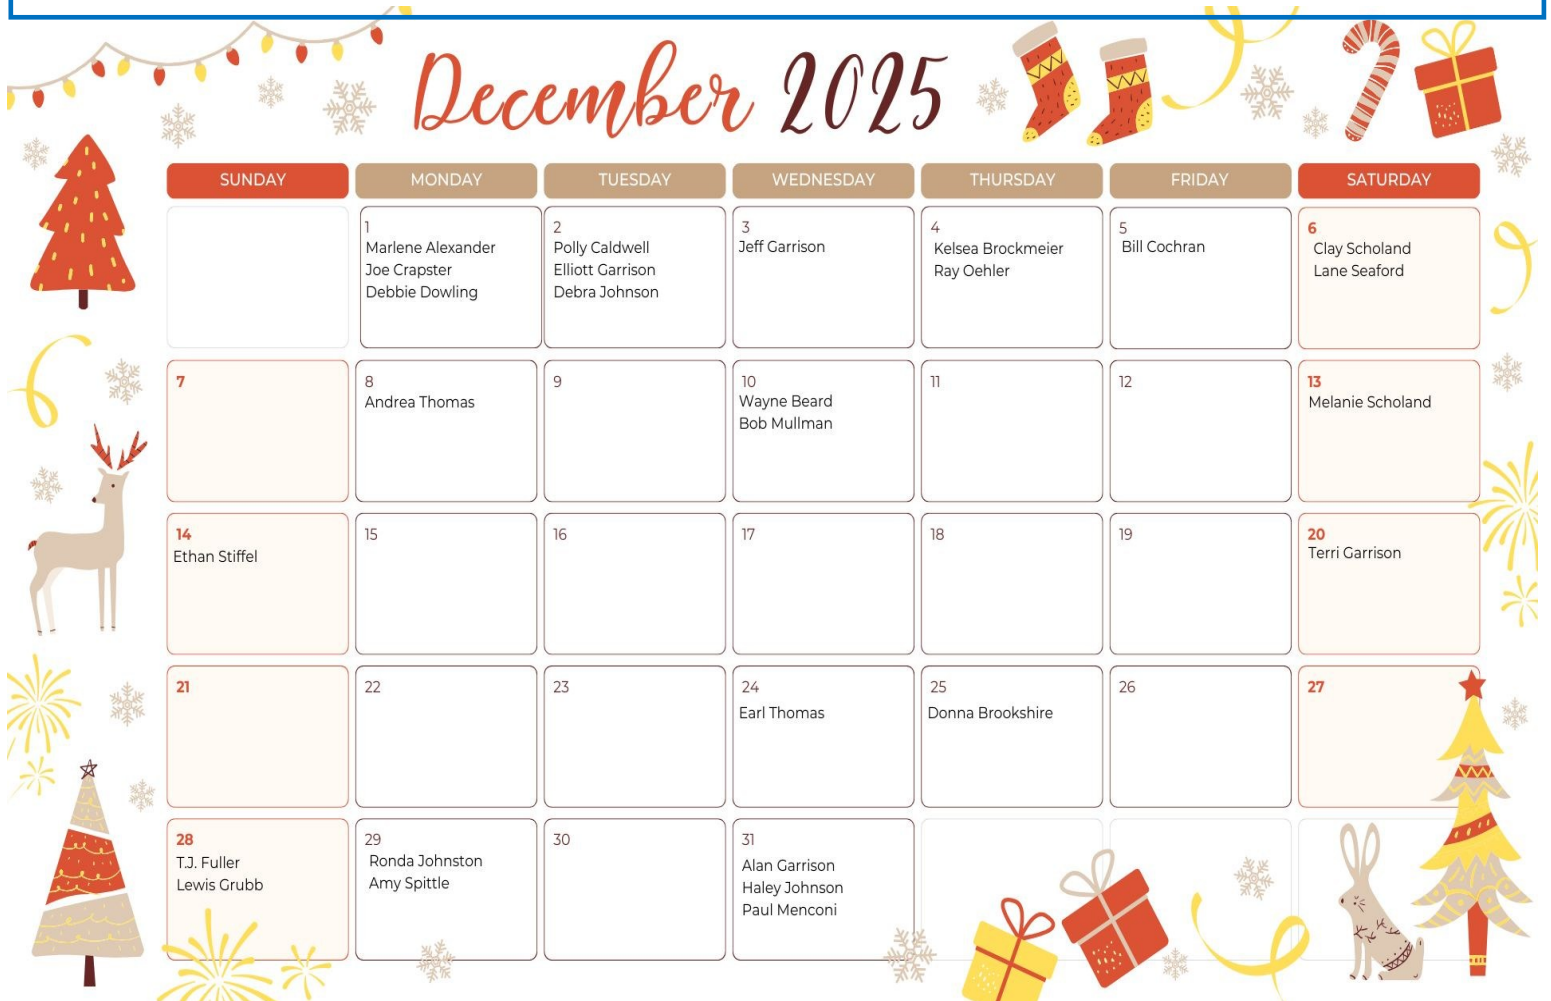 December 2025
SUNDAY MONDAY TUESDAY WEDNESDAY THURSDAY FRIDAY SATURDAY
1
Marlene Alexander
Joe Crapster
Debbie Dowling
2
Polly Caldwell
Elliott Garrison
Debra Johnson
3
Jeff Garrison
4
Kelsea Brockmeier
Ray Oehler
5
Bill Cochran
6
Clay Scholand
Lane Seaford
7
8
Andrea Thomas
9
10
Wayne Beard
Bob Mullman
11
12
13
Melanie Scholand
14
Ethan Stiffel
15
16
17
18
19
20
Terri Garrison
21
22
23
24
Earl Thomas
25
Donna Brookshire
26
27
28
T.J. Fuller
Lewis Grubb
29
Ronda Johnston
Amy Spittle
30
31
Alan Garrison
Haley Johnson
Paul Menconi